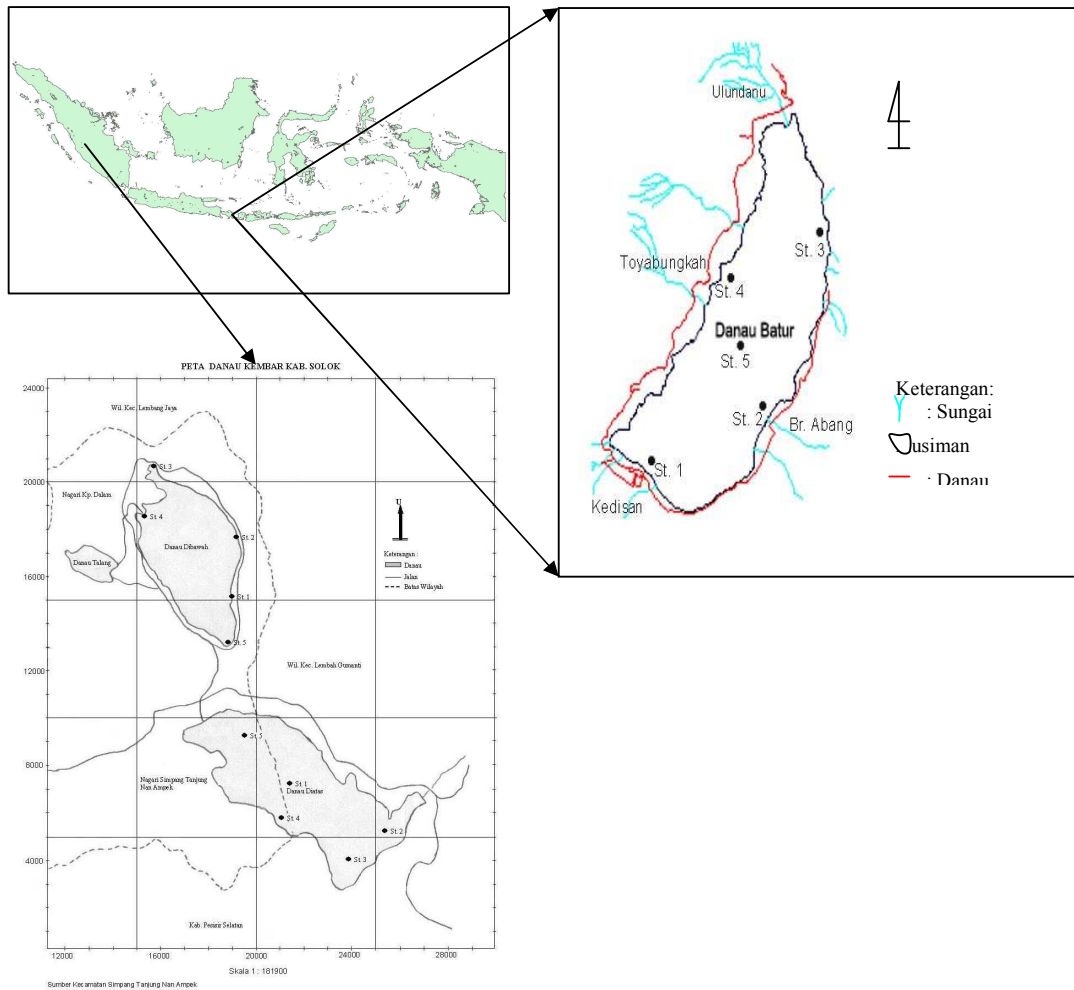 Ulundanu
Toyabungkah
St. 3
St. 4
Danau Batur
St. 5
St. 2
Br. Abang
St. 1
Kedisan
Keterangan:
: Sungai
usiman
: Danau
PETA DANAU KEMBAR KAB. SOLOK
24000
20000
16000
12000
8000
4000
Wil. Kec. Lembang Jaya
St 3
Nagari Kp. Dalam
St 4
St 2
Danau Dibawah
Danau Talang
St 1
St 5
U
Keterangan :
Danau
Jalan
Batas Wilayah
Wil. Kec. Lembah Gumanti
St 5
Nagari Simpang Tanjung
Nan Ampek
St 1
Danau Diatas
St 4
St 2
St 3
Kab. Pesisir Selatan
12000 16000 20000 24000 28000
Skala 1 : 181900
Sumber Kecamatan Simpang Tanjung Nan Ampek